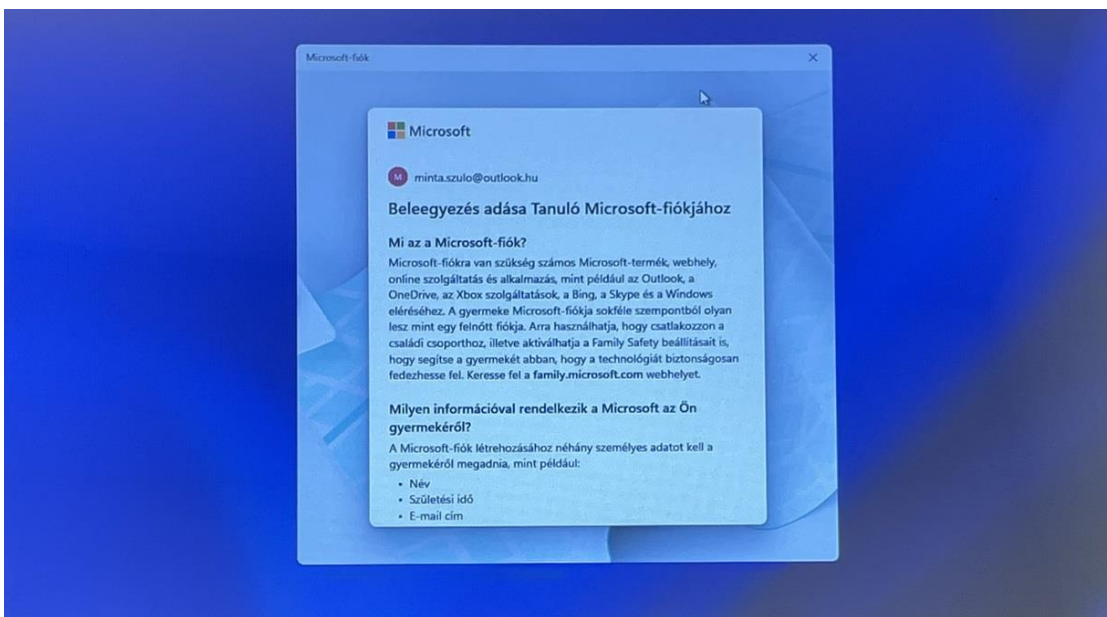 Microsoft-fiók
Microsoft
M
minta.szulo@outlook.hu
Beleegyezés adása Tanuló Microsoft-fiókjához
Mi az a Microsoft-fiók?
Microsoft-fiókra van szükség számos Microsoft-termék, webhely,
online szolgáltatás és alkalmazás, mint például az Outlook, a
OneDrive, az Xbox szolgáltatások, a Bing, a Skype és a Windows
eléréséhez. A gyermeke Microsoft-fiókja sokféle szempontból olyan
lesz mint egy felnőtt fiókja. Arra használhatja, hogy csatlakozzon a
családi csoporthoz, illetve aktiválhatja a Family Safety beállításait is,
hogy segítse a gyermekét abban, hogy a technológiát biztonságosan
fedezhesse fel. Keresse fel a family.microsoft.com webhelyet.
Milyen információval rendelkezik a Microsoft az Ön
gyermekéről?
A Microsoft-fiók létrehozásához néhány személyes adatot kell a
gyermekéről megadnia, mint például:
• Név
• Születési idő
• E-mail cím